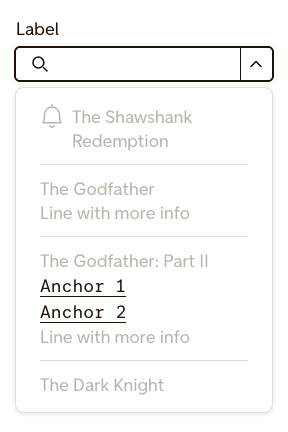 Label
The Shawshank
Redemption
The Godfather
Line with more info
The Godfather: Part II
Anchor 1
Anchor 2
Line with more info
The Dark Knight